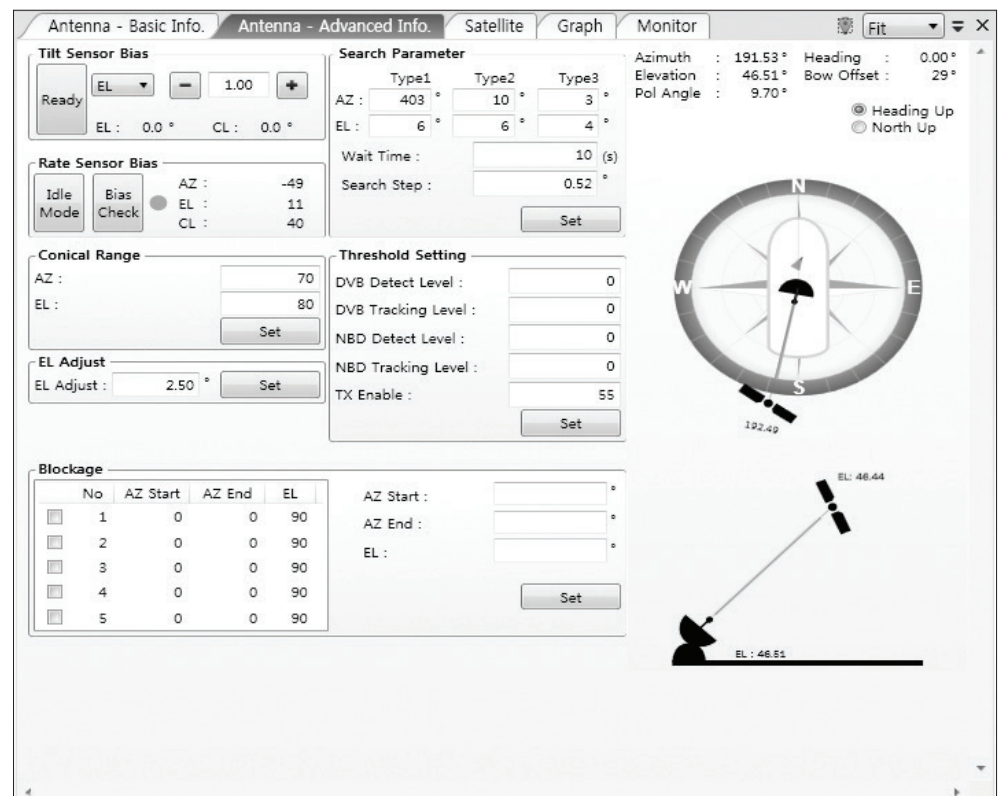 Antenna - Basic Info. Antenna - Advanced Info. Satellite Graph Monitor Fit
Tilt Sensor Bias
Ready EL 1.00
EL : 0.0 ° CL : 0.0 °
Rate Sensor Bias
Idle Mode Bias Check
AZ : -49
EL : 11
CL : 40
Conical Range
AZ : 70
EL : 80
Set
EL Adjust
EL Adjust : 2.50 ° Set
Search Parameter
Type1 Type2 Type3
AZ : 403 ° 10 ° 3 °
EL : 6 ° 6 ° 4 °
Wait Time : 10 (s)
Search Step : 0.52 °
Set
Threshold Setting
DVB Detect Level : 0
DVB Tracking Level : 0
NBD Detect Level : 0
NBD Tracking Level : 0
TX Enable : 55
Set
Blockage
No AZ Start AZ End EL
1 0 0 90
2 0 0 90
3 0 0 90
4 0 0 90
5 0 0 90
AZ Start : °
AZ End : °
EL : °
Set
Azimuth : 191.53 ° Heading : 0.00 °
Elevation : 46.51 ° Bow Offset : 29 °
Pol Angle : 9.70 °
Heading Up
North Up
N
W E
S
192.49
EL: 46.44
EL : 46.51